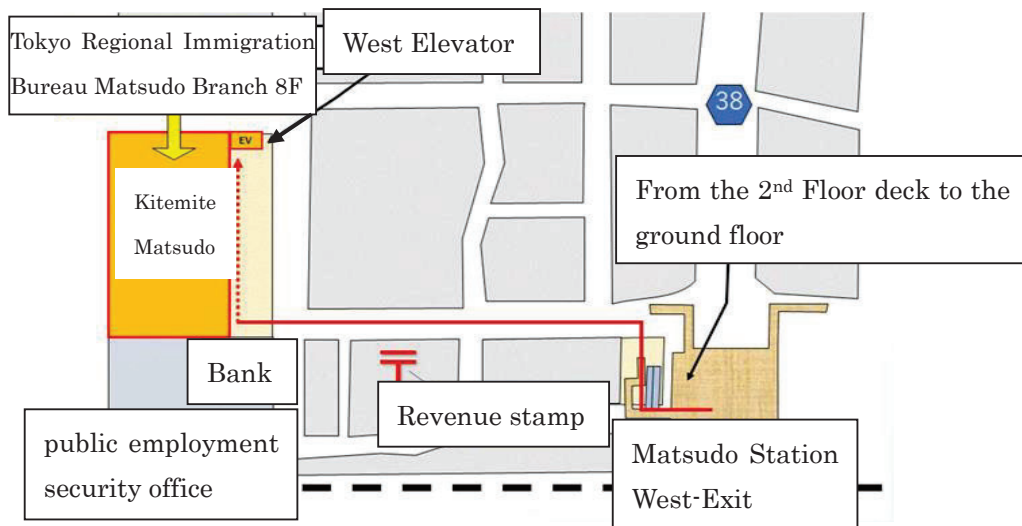 Tokyo Regional Immigration
Bureau Matsudo Branch 8F
West Elevator
38
EV
From the 2nd Floor deck to the
ground floor
Kitemite
Matsudo
Bank
Revenue stamp
public employment
security office
Matsudo Station
West-Exit